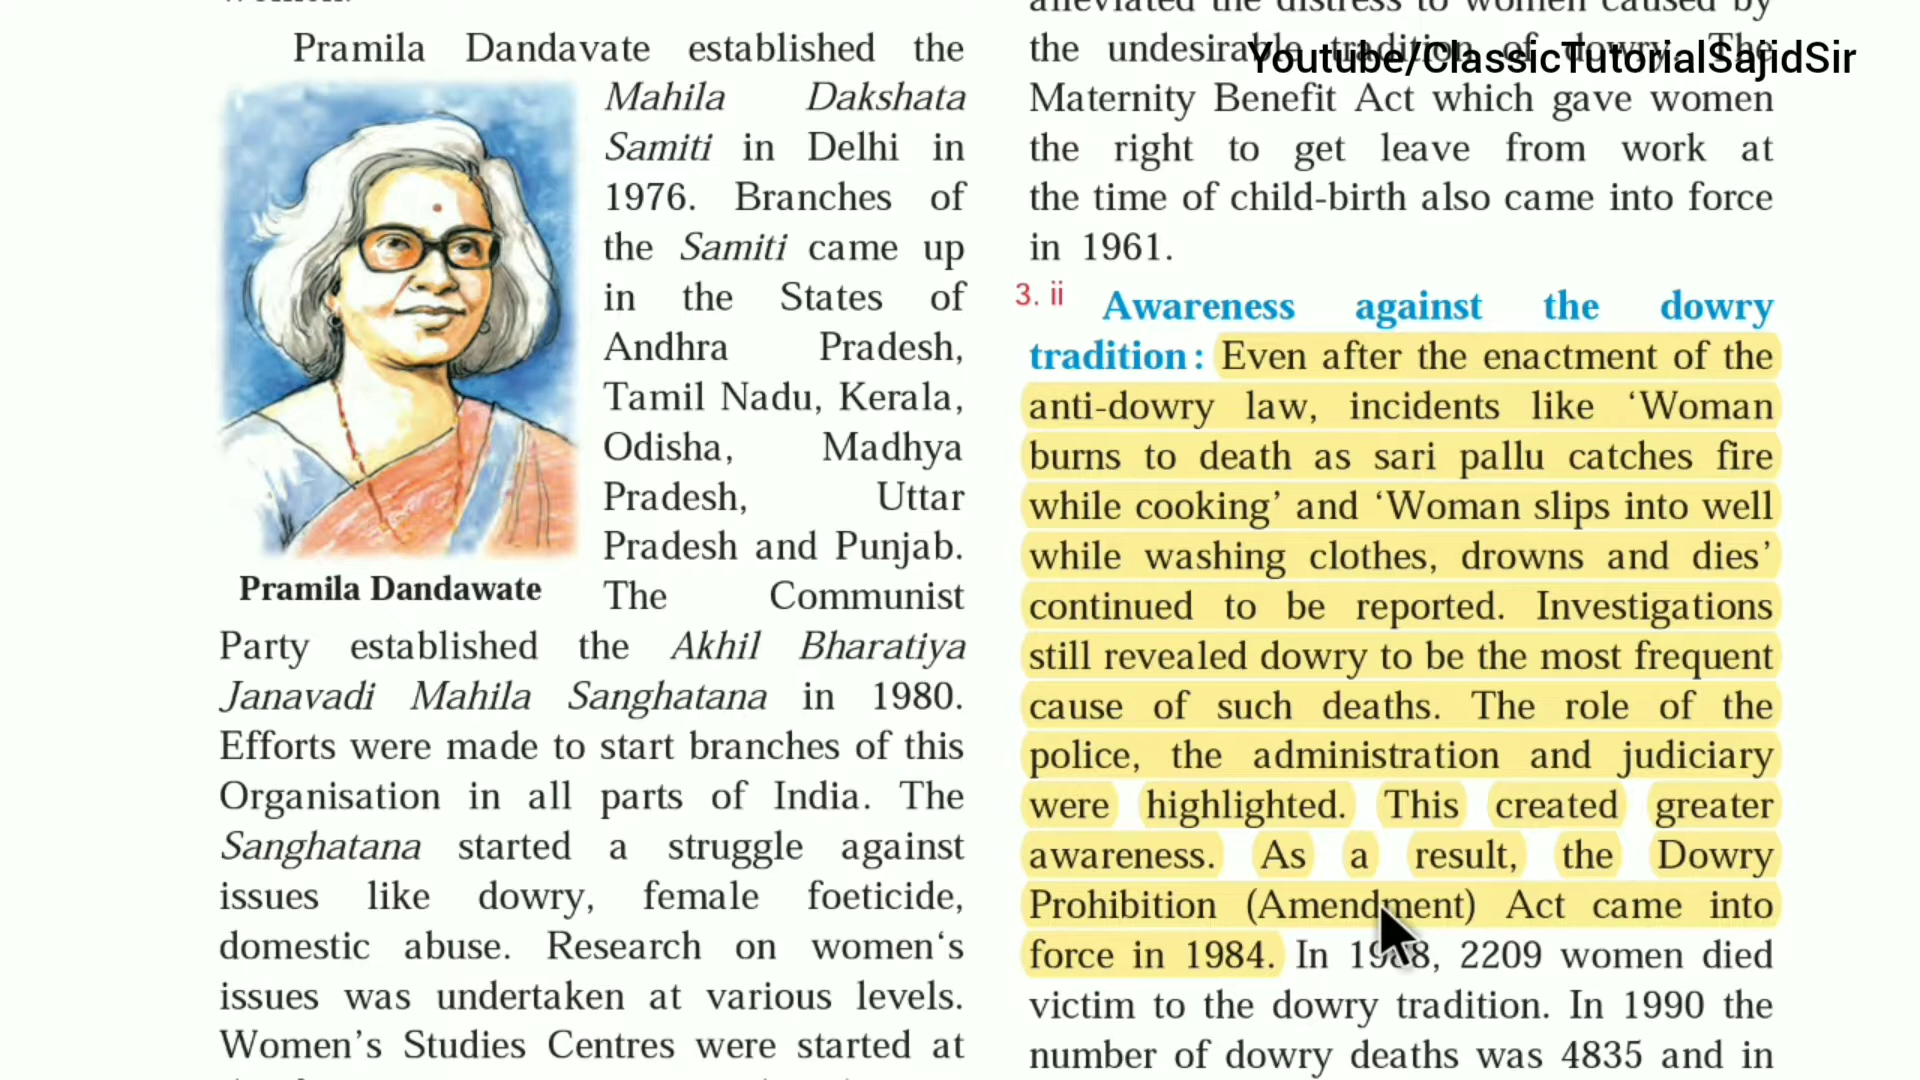 Pramila Dandavate established the
Mahila Dakshata
Samiti in Delhi in
1976. Branches of
the Samiti came up
in the States of
Andhra Pradesh,
Tamil Nadu, Kerala,
Odisha, Madhya
Pradesh, Uttar
Pradesh and Punjab.
The Communist
Pramila Dandawate
Party established the Akhil Bharatiya
Janavadi Mahila Sanghatana in 1980.
Efforts were made to start branches of this
Organisation in all parts of India. The
Sanghatana started a struggle against
issues like dowry, female foeticide,
domestic abuse. Research on women‘s
issues was undertaken at various levels.
Women’s Studies Centres were started at
alleviated the distress to women caused by
the undesirable tradition of dowry. The
Youtube/ClassicTutorialSajidSir
Maternity Benefit Act which gave women
the right to get leave from work at
the time of child-birth also came into force
in 1961.
3. ii
Awareness against the dowry
tradition: Even after the enactment of the
anti-dowry law, incidents like ‘Woman
burns to death as sari pallu catches fire
while cooking’ and ‘Woman slips into well
while washing clothes, drowns and dies’
continued to be reported. Investigations
still revealed dowry to be the most frequent
cause of such deaths. The role of the
police, the administration and judiciary
were highlighted. This created greater
awareness. As a result, the Dowry
Prohibition (Amendment) Act came into
force in 1984. In 1988, 2209 women died
victim to the dowry tradition. In 1990 the
number of dowry deaths was 4835 and in